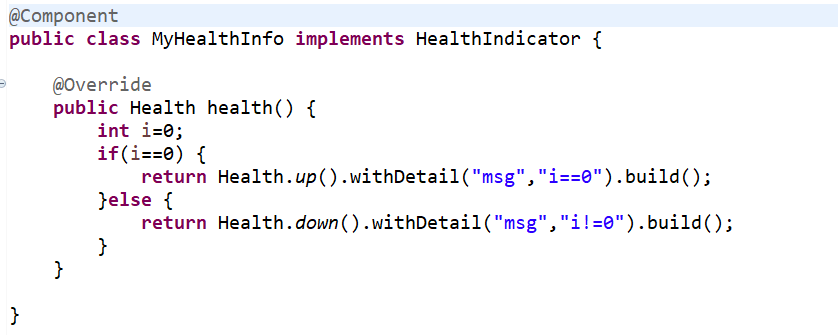 @Component
public class MyHealthInfo implements HealthIndicator {
    @Override
    public Health health() {
        int i=0;
        if(i==0) {
            return Health.up().withDetail("msg","i==0").build();
        }else {
            return Health.down().withDetail("msg","i!=0").build();
        }
    }
}